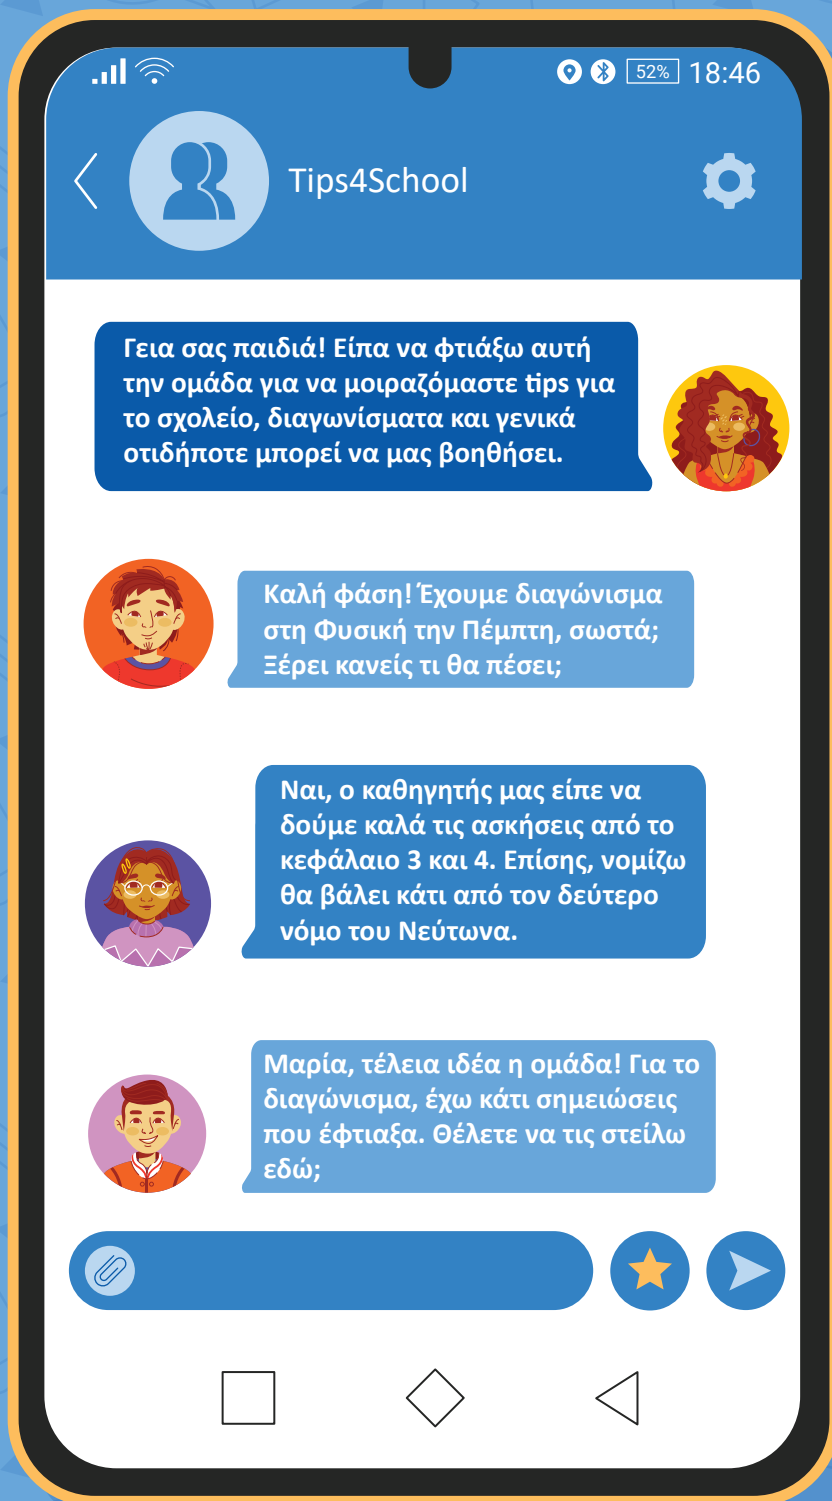 52% 18:46
Tips4School
Γεια σας παιδιά! Είπα να φτιάξω αυτή
την ομάδα για να μοιραζόμαστε tips για
το σχολείο, διαγωνίσματα και γενικά
οτιδήποτε μπορεί να μας βοηθήσει.
Καλή φάση! Έχουμε διαγώνισμα
στη Φυσική την Πέμπτη, σωστά;
Ξέρει κανείς τι θα πέσει;
Ναι, ο καθηγητής μας είπε να
δούμε καλά τις ασκήσεις από το
κεφάλαιο 3 και 4. Επίσης, νομίζω
θα βάλει κάτι από τον δεύτερο
νόμο του Νεύτωνα.
Μαρία, τέλεια ιδέα η ομάδα! Για το
διαγώνισμα, έχω κάτι σημειώσεις
που έφτιαξα. Θέλετε να τις στείλω
εδώ;